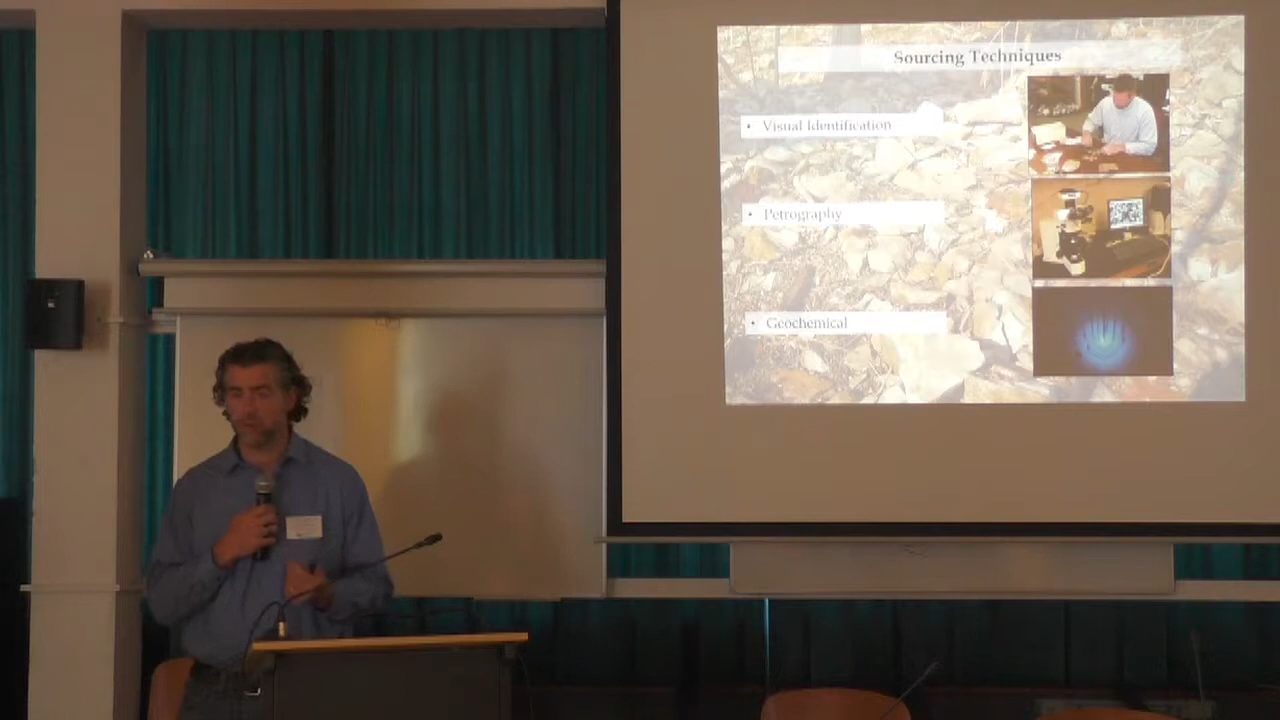 Sourcing Techniques
• Visual Identification
• Petrography
• Geochemical